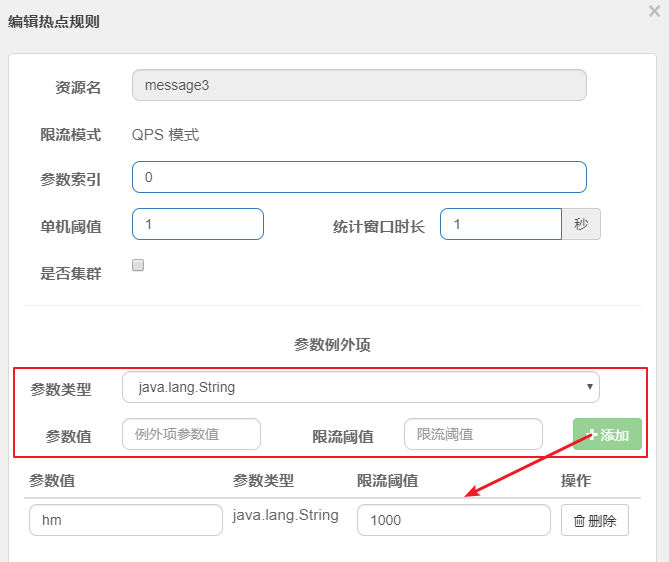 编辑热点规则 ×
资源名 message3
限流模式 QPS 模式
参数索引 0
单机阈值 1 统计窗口时长 1 秒
是否集群
参数例外项
参数类型 java.lang.String
参数值 例外项参数值 限流阈值 限流阈值 添加
参数值 参数类型 限流阈值 操作
hm java.lang.String 1000 删除